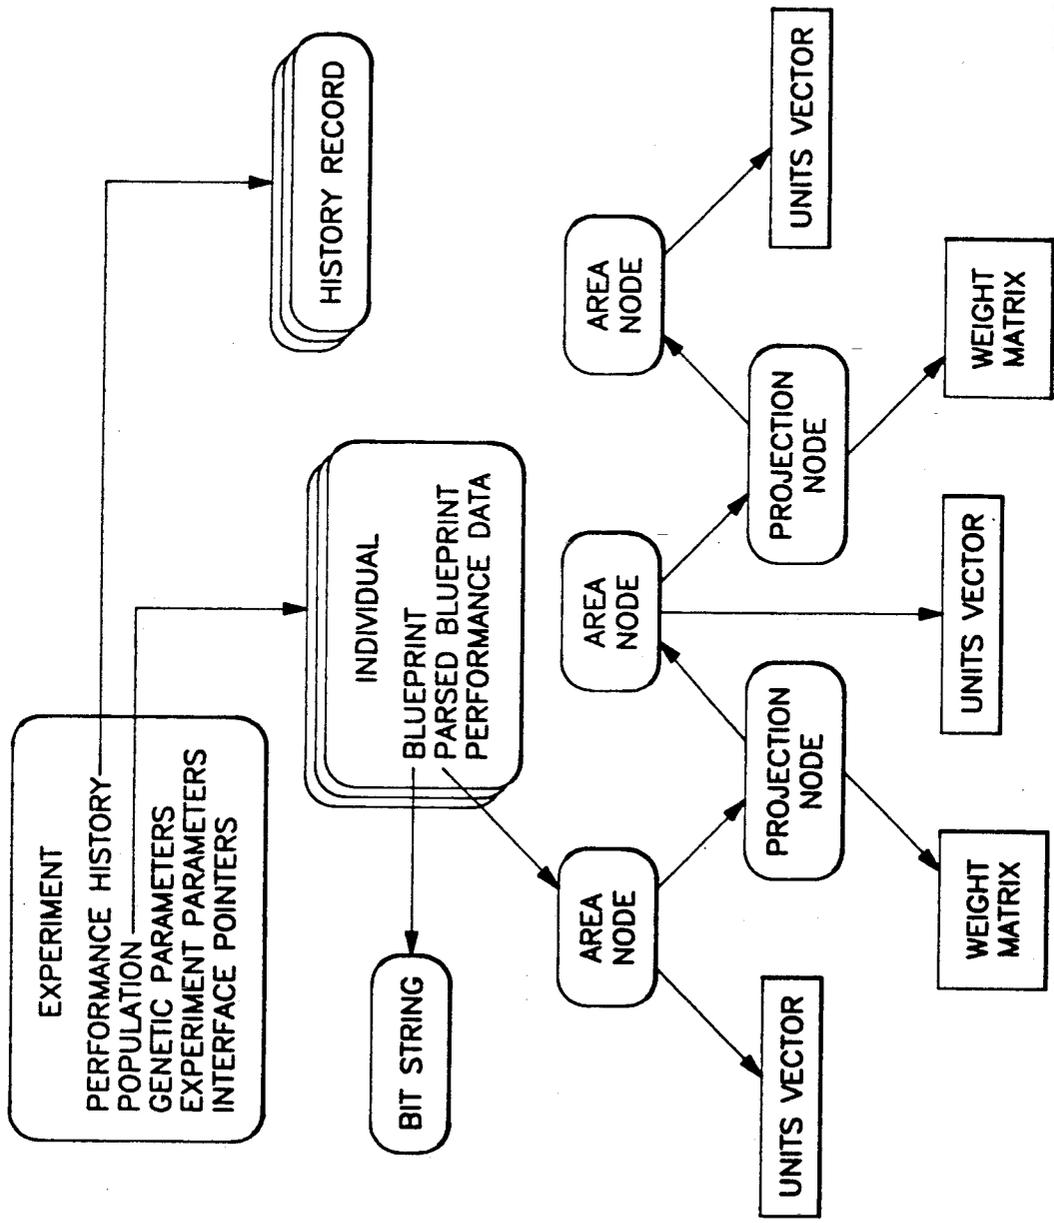 EXPERIMENT
PERFORMANCE HISTORY
POPULATION
GENETIC PARAMETERS
EXPERIMENT PARAMETERS
INTERFACE POINTERS
HISTORY RECORD
INDIVIDUAL
BLUEPRINT
PARSED BLUEPRINT
PERFORMANCE DATA
BIT STRING
AREA
NODE
AREA
NODE
AREA
NODE
UNITS VECTOR
PROJECTION
NODE
PROJECTION
NODE
UNITS VECTOR
WEIGHT
MATRIX
UNITS VECTOR
WEIGHT
MATRIX